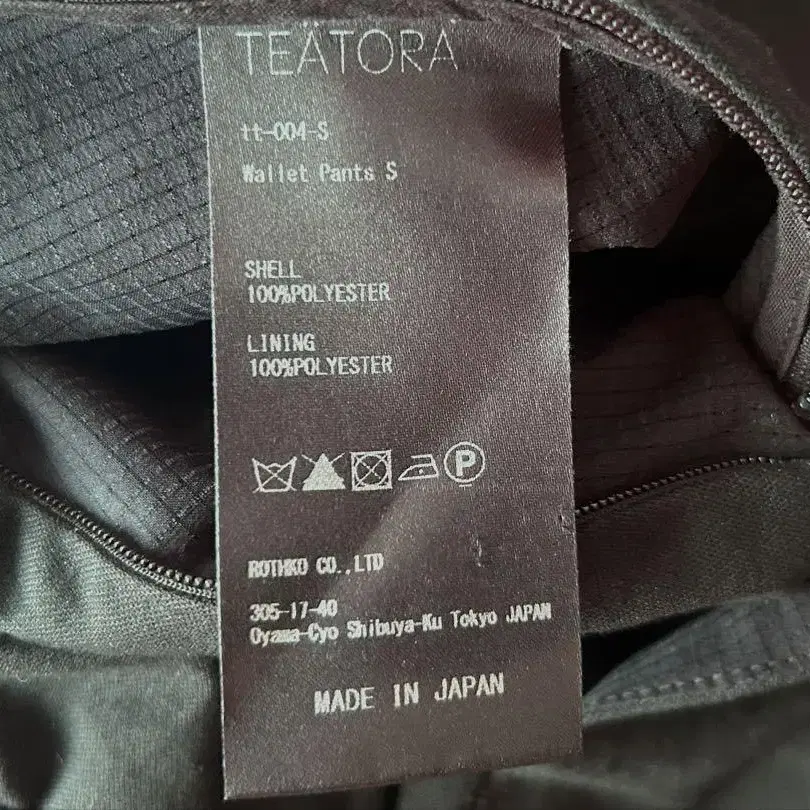 TEÄTORA
tt-004-S
Wallet Pants S
SHELL
100%POLYESTER
LINING
100%POLYESTER
P
ROTHKO CO.,LTD
305-17-40
Oyama-Cyo Shibuya-Ku Tokyo JAPAN
MADE IN JAPAN